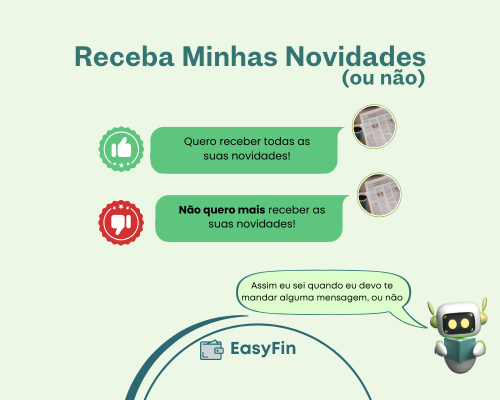 Receba Minhas Novidades
(ou não)
Quero receber todas as
suas novidades!
Não quero mais receber as
suas novidades!
Assim eu sei quando eu devo te
mandar alguma mensagem, ou não
EasyFin